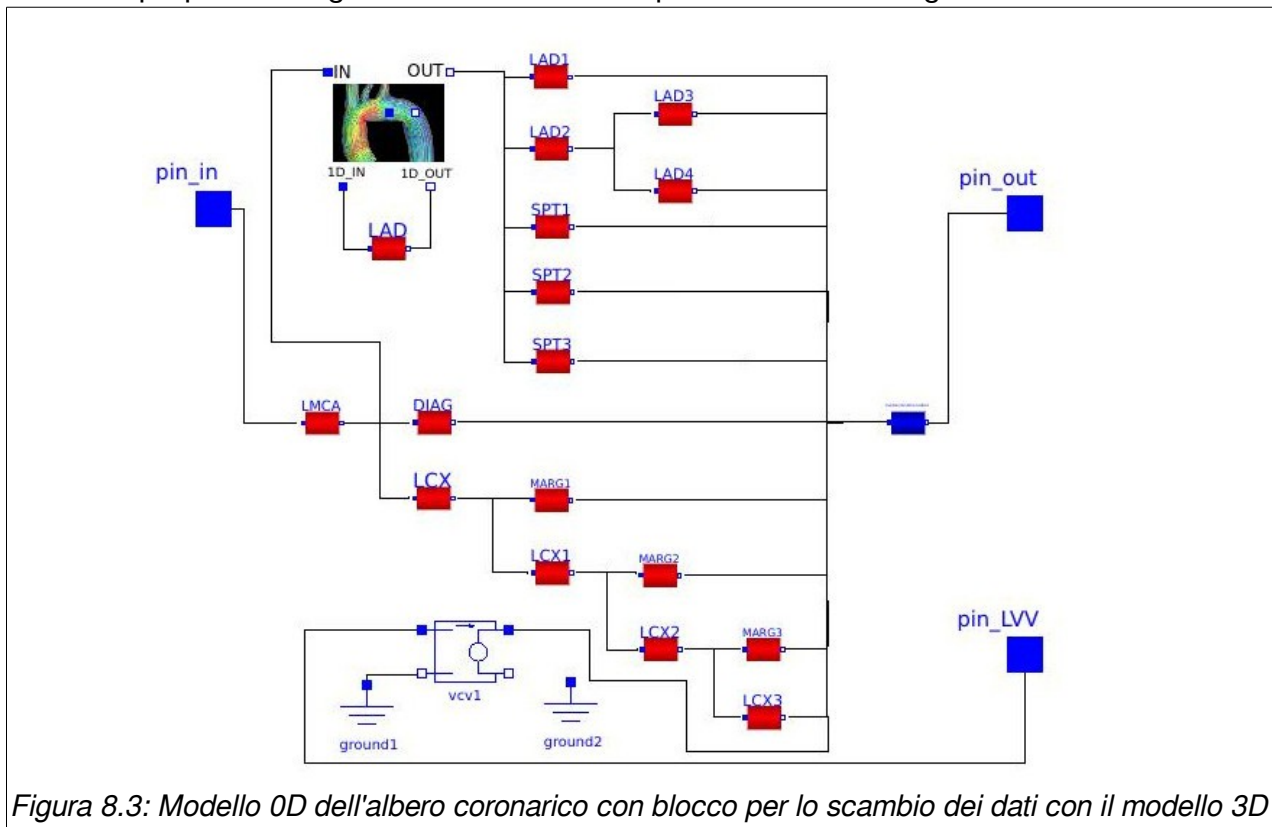 IN OUT
LAD1
LAD3
LAD2
1D_IN 1D_OUT
pin_in
pin_out
LAD4
LAD
SPT1
SPT2
SPT3
LMCA
DIAG
LCX
MARG1
LCX1
MARG2
pin_LVV
LCX2
MARG3
vcv1
LCX3
ground1
ground2
Figura 8.3: Modello 0D dell'albero coronarico con blocco per lo scambio dei dati con il modello 3D